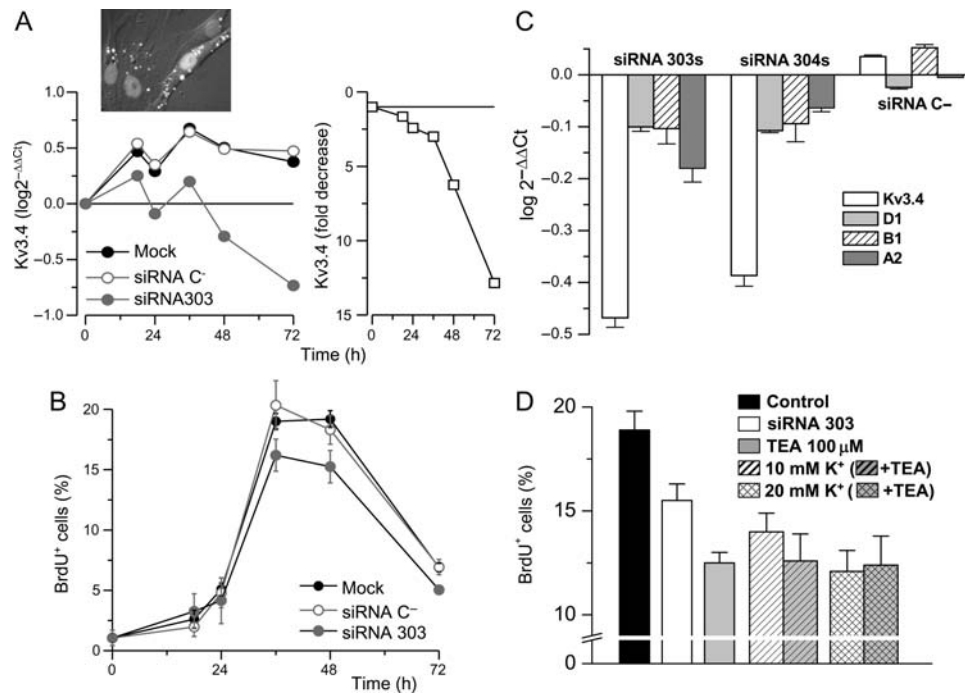 A
Kv3.4 (log2⁻ΔΔCt)
1.0
0.5
0.0
−0.5
−1.0
Mock
siRNA C⁻
siRNA303
0 24 48 72
Kv3.4 (fold decrease)
0
5
10
15
0 24 48 72
Time (h)
B
BrdU⁺ cells (%)
20
15
10
5
0
Mock
siRNA C⁻
siRNA 303
0 24 48 72
Time (h)
C
log 2⁻ΔΔCt
0.0
−0.1
−0.2
−0.3
−0.4
−0.5
siRNA 303s
siRNA 304s
siRNA C−
Kv3.4
D1
B1
A2
D
BrdU⁺ cells (%)
20
15
12
0
Control
siRNA 303
TEA 100 μM
10 mM K⁺ ( +TEA)
20 mM K⁺ ( +TEA)